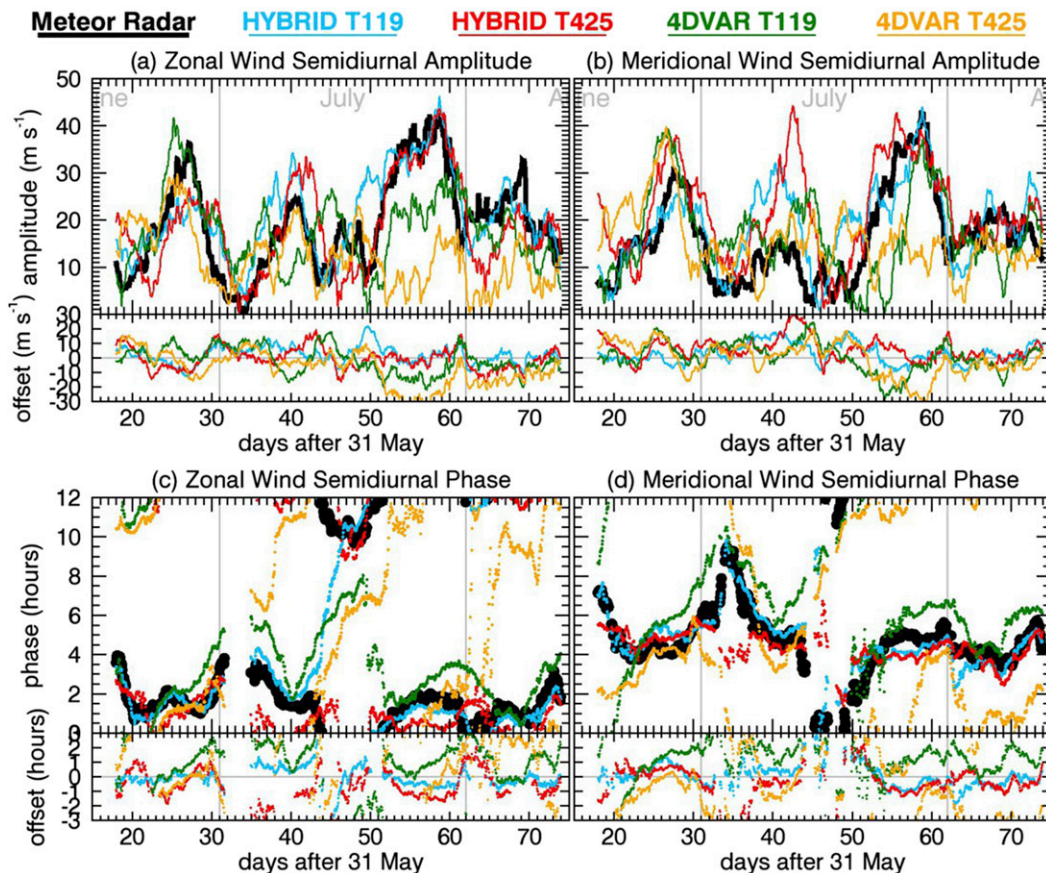 Meteor Radar HYBRID T119 HYBRID T425 4DVAR T119 4DVAR T425
(a) Zonal Wind Semidiurnal Amplitude (b) Meridional Wind Semidiurnal Amplitude
ne July A
July A
amplitude (m s⁻¹)
50
40
30
20
10
30
offset (m s⁻¹)
20
10
0
-10
-20
-30
20 30 40 50 60 70
20 30 40 50 60 70
days after 31 May days after 31 May
(c) Zonal Wind Semidiurnal Phase (d) Meridional Wind Semidiurnal Phase
phase (hours)
12
10
8
6
4
2
0
offset (hours)
2
1
0
-1
-3
20 30 40 50 60 70
20 30 40 50 60 70
days after 31 May days after 31 May